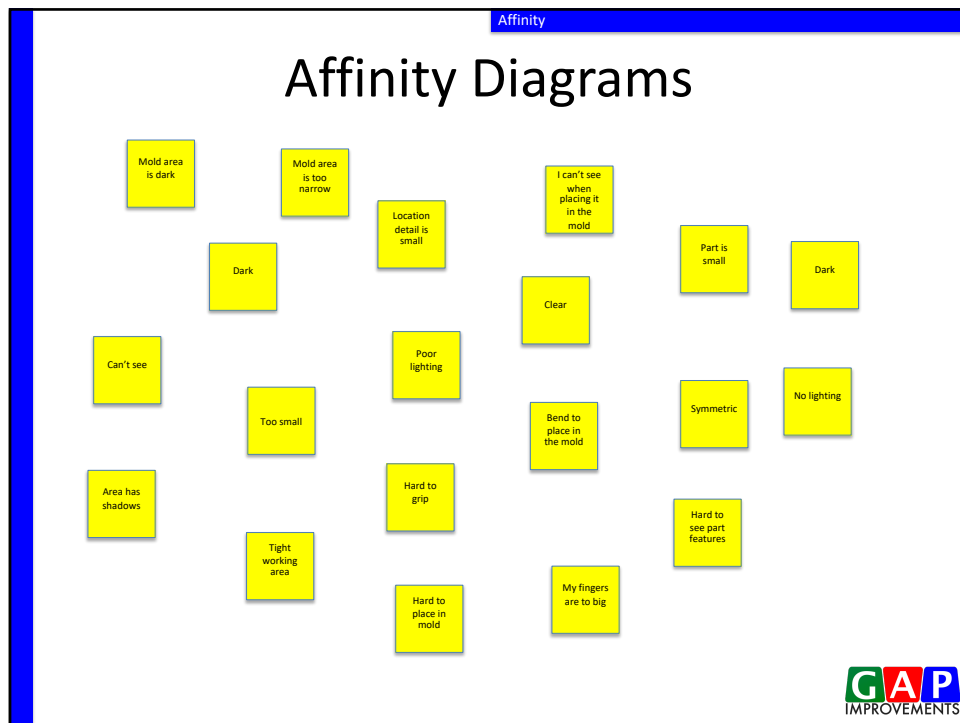 Affinity
Affinity Diagrams
Mold area
is dark
Mold area
is too
narrow
I can't see
when
placing it
in the
mold
Location
detail is
small
Part is
small
Dark
Dark
Clear
Can't see
Poor
lighting
No lighting
Too small
Symmetric
Bend to
place in
the mold
Area has
shadows
Hard to
grip
Hard to
see part
features
Tight
working
area
My fingers
are to big
Hard to
place in
mold
GAP
IMPROVEMENTS